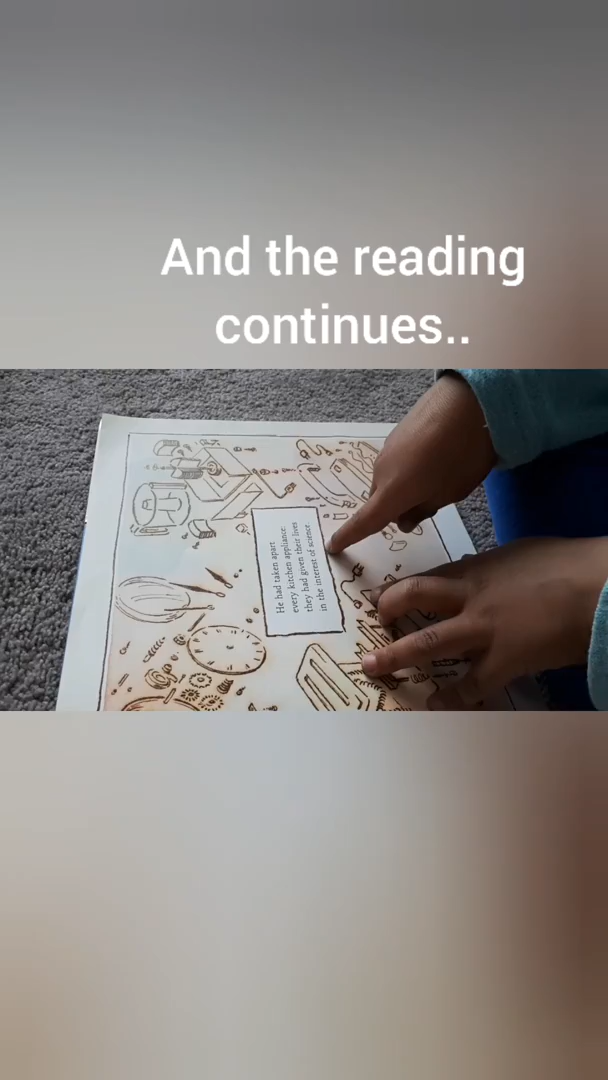 And the reading
continues..
He had taken apart
every kitchen appliance:
they had given their lives
in the interest of science.